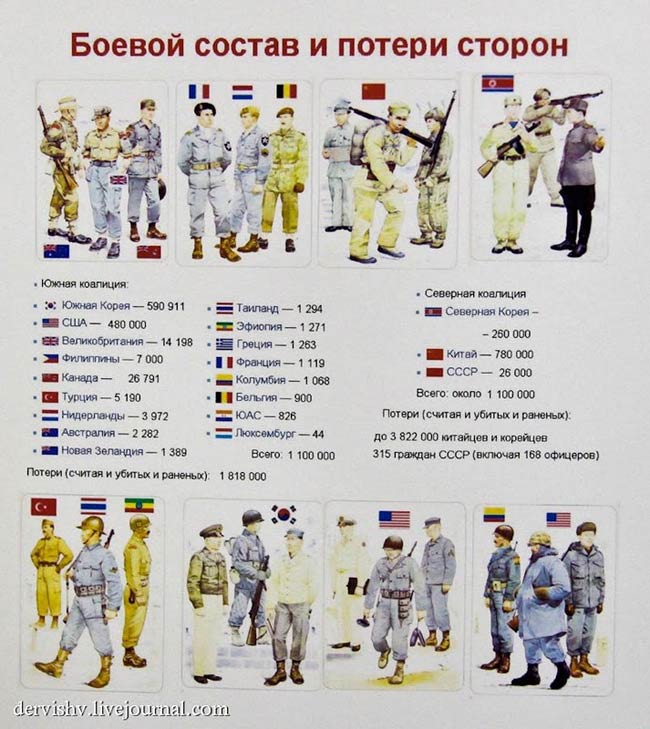 Боевой состав и потери сторон
Южная коалиция:
Южная Корея — 590 911
США — 480 000
Великобритания — 14 198
Филиппины — 7 000
Канада — 26 791
Турция — 5 190
Нидерланды — 3 972
Австралия — 2 282
Новая Зеландия — 1 389
Таиланд — 1 294
Эфиопия — 1 271
Греция — 1 263
Франция — 1 119
Колумбия — 1 068
Бельгия — 900
ЮАС — 826
Люксембург — 44
Всего: 1 100 000
Потери (считая и убитых и раненых): 1 818 000
Северная коалиция
Северная Корея –
– 260 000
Китай — 780 000
СССР — 26 000
Всего: около 1 100 000
Потери (считая и убитых и раненых):
до 3 822 000 китайцев и корейцев
315 граждан СССР (включая 168 офицеров)
dervishv.livejournal.com